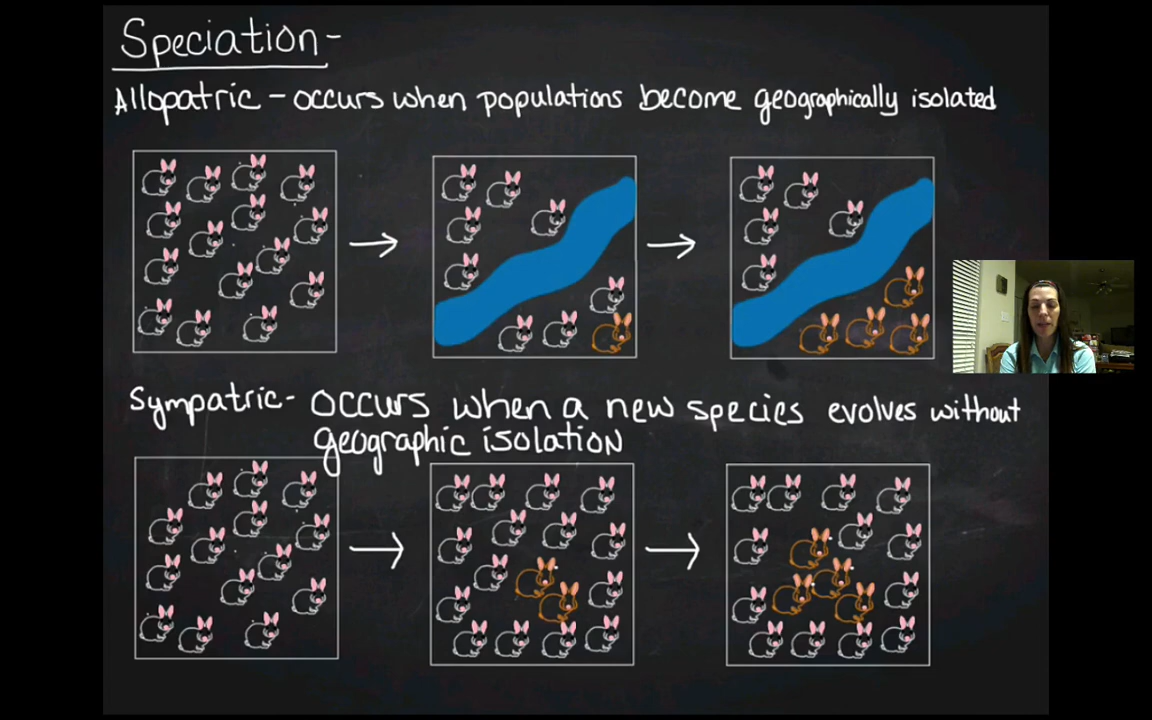 Speciation-
Allopatric - occurs when populations become geographically isolated
Sympatric- occurs when a new species evolves without
geographic isolation